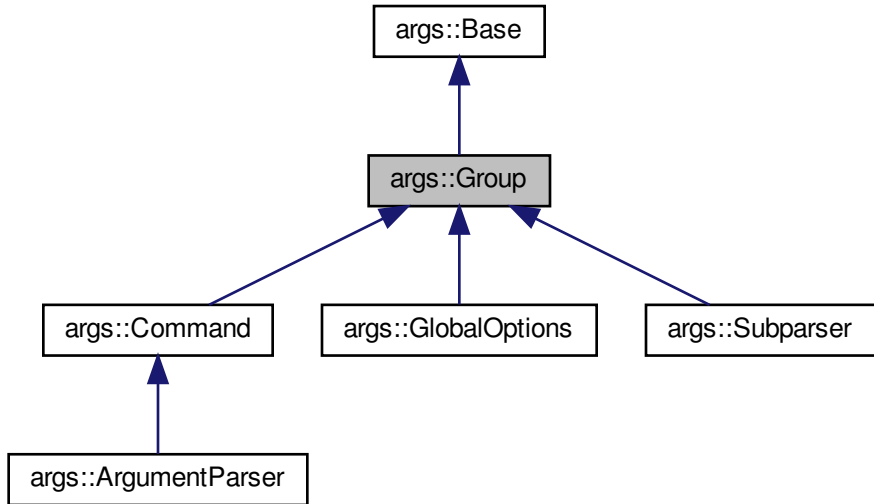 args::Base
args::Group
args::Command
args::GlobalOptions
args::Subparser
args::ArgumentParser